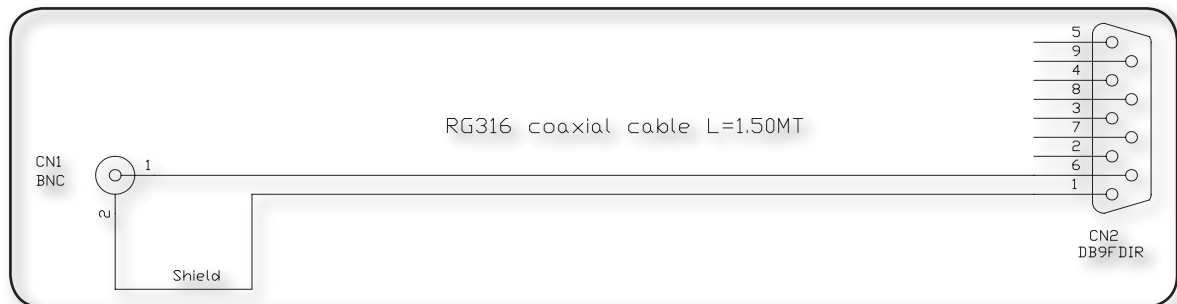 5
9
4
8
3
RG316 coaxial cable L=1.50MT
7
2
CN1
BNC
1
6
1
2
CN2
DB9FDIR
Shield